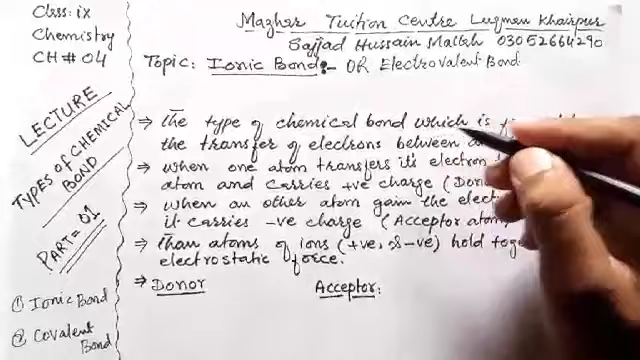 Class: ix
Chemistry
CH # 04
LECTURE
TYPES OF CHEMICAL
BOND
PART = 01
① Ionic Bond
② Covalent
Bond
Mazhar Tuition Centre Luqman Khairpur
Sajjad Hussain Mallah 03052664290
Topic: Ionic Bond:- OR Electrovalent Bond:
⇒ The type of chemical bond which is
the transfer of electrons between
⇒ when one atom transfers its electron
atom and carries +ve charge (Donor
⇒ when an other atom gain the
it carries -ve charge (Acceptor atom
⇒ Than atoms of ions (+ve, & -ve) hold
electrostatic force.
⇒ Donor Acceptor: